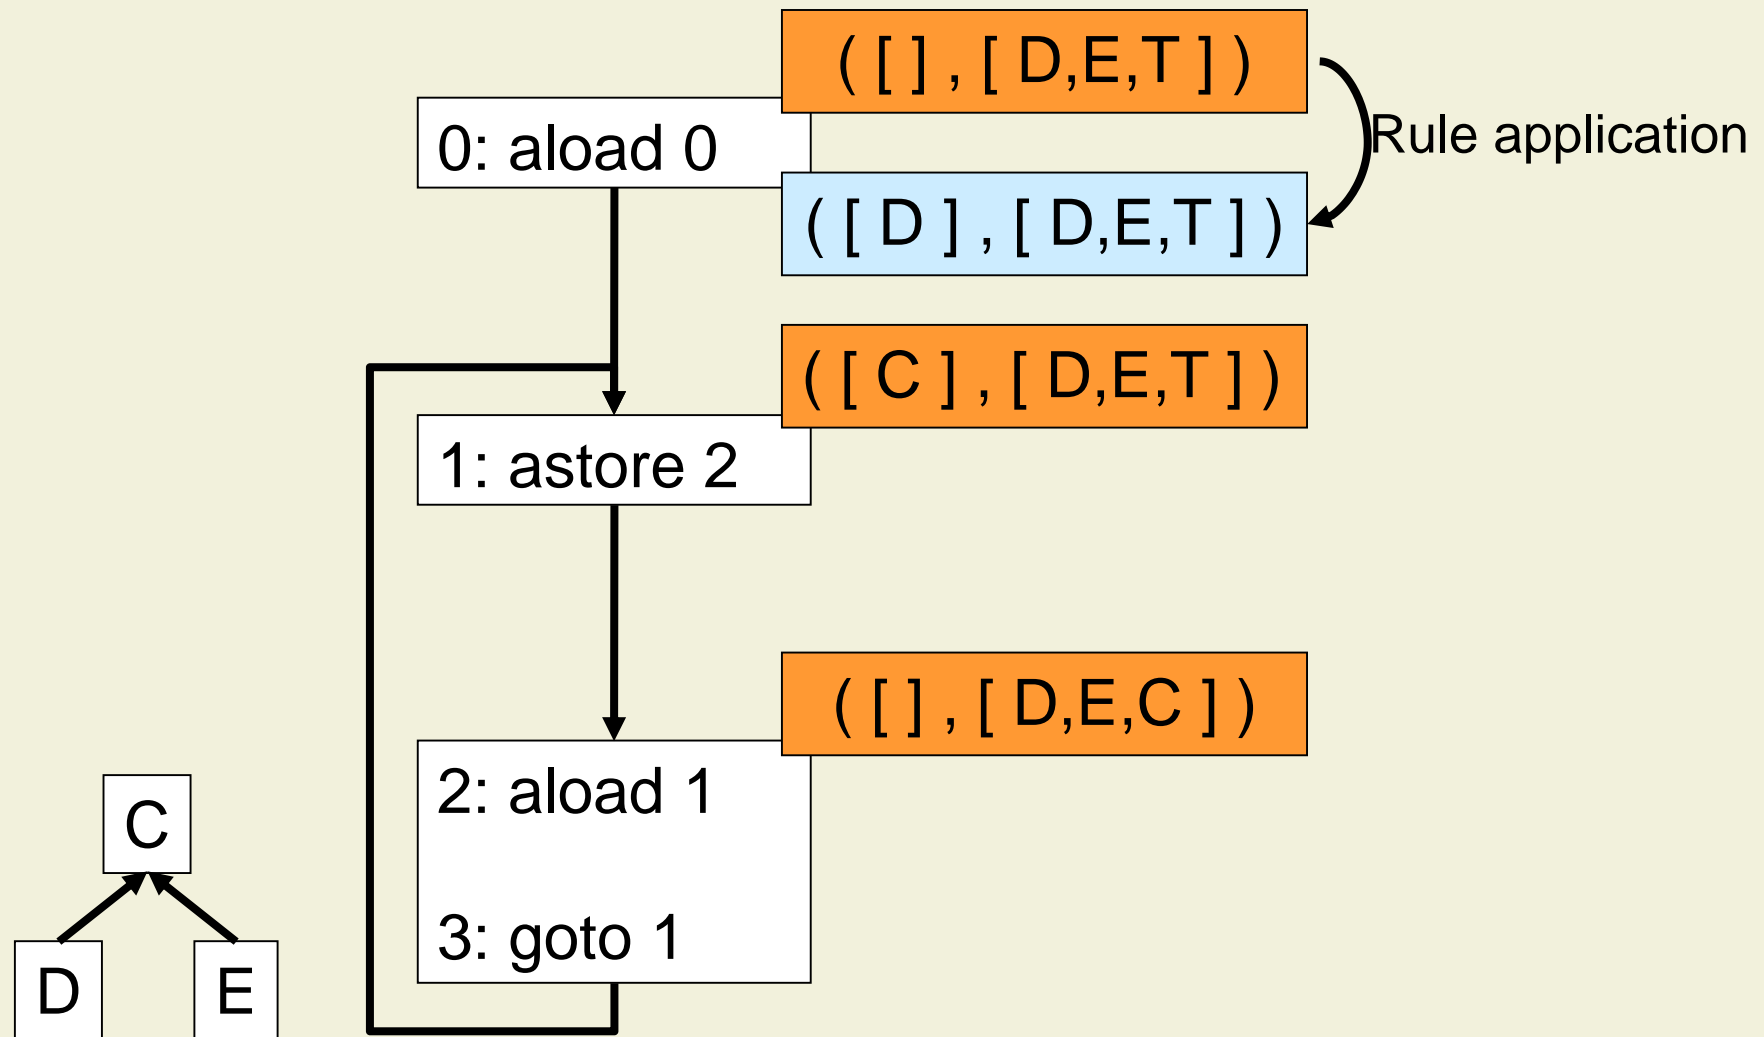 ( [ ] , [ D,E,T ] )
0: aload 0
Rule application
( [ D ] , [ D,E,T ] )
( [ C ] , [ D,E,T ] )
1: astore 2
( [ ] , [ D,E,C ] )
2: aload 1
C
3: goto 1
D E